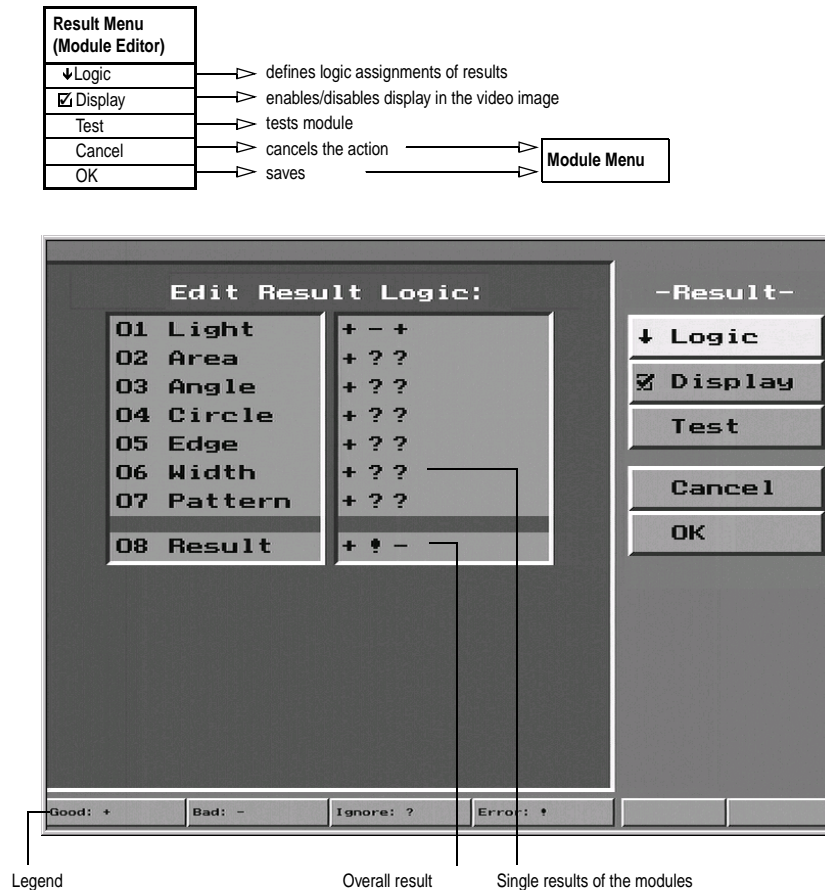 Result Menu
(Module Editor)
↓Logic
☑ Display
Test
Cancel
OK
defines logic assignments of results
enables/disables display in the video image
tests module
cancels the action
saves
Module Menu
Edit Result Logic:
01 Light + - +
02 Area + ? ?
03 Angle + ? ?
04 Circle + ? ?
05 Edge + ? ?
06 Width + ? ?
07 Pattern + ? ?
08 Result + ! -
-Result-
↓ Logic
☑ Display
Test
Cancel
OK
Good: + Bad: - Ignore: ? Error: !
Legend Overall result Single results of the modules